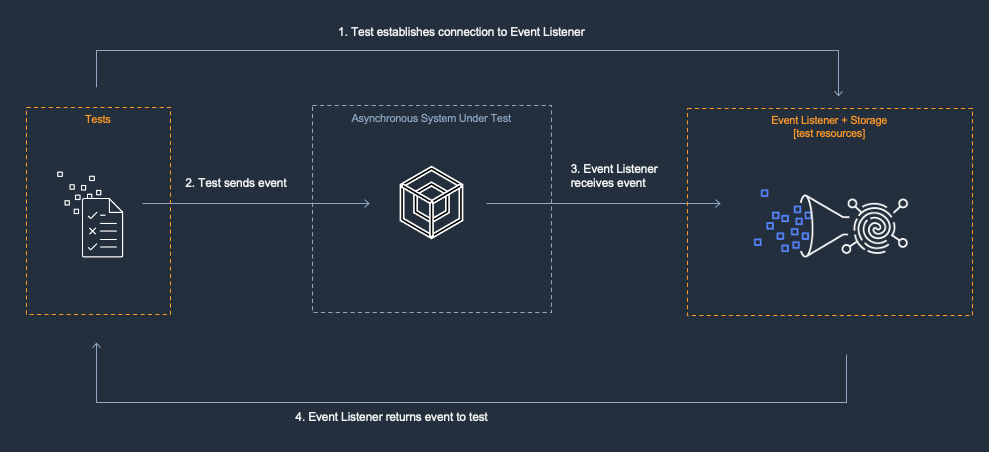 1. Test establishes connection to Event Listener
Tests
Asynchronous System Under Test
Event Listener + Storage
[test resources]
2. Test sends event
3. Event Listener
receives event
4. Event Listener returns event to test